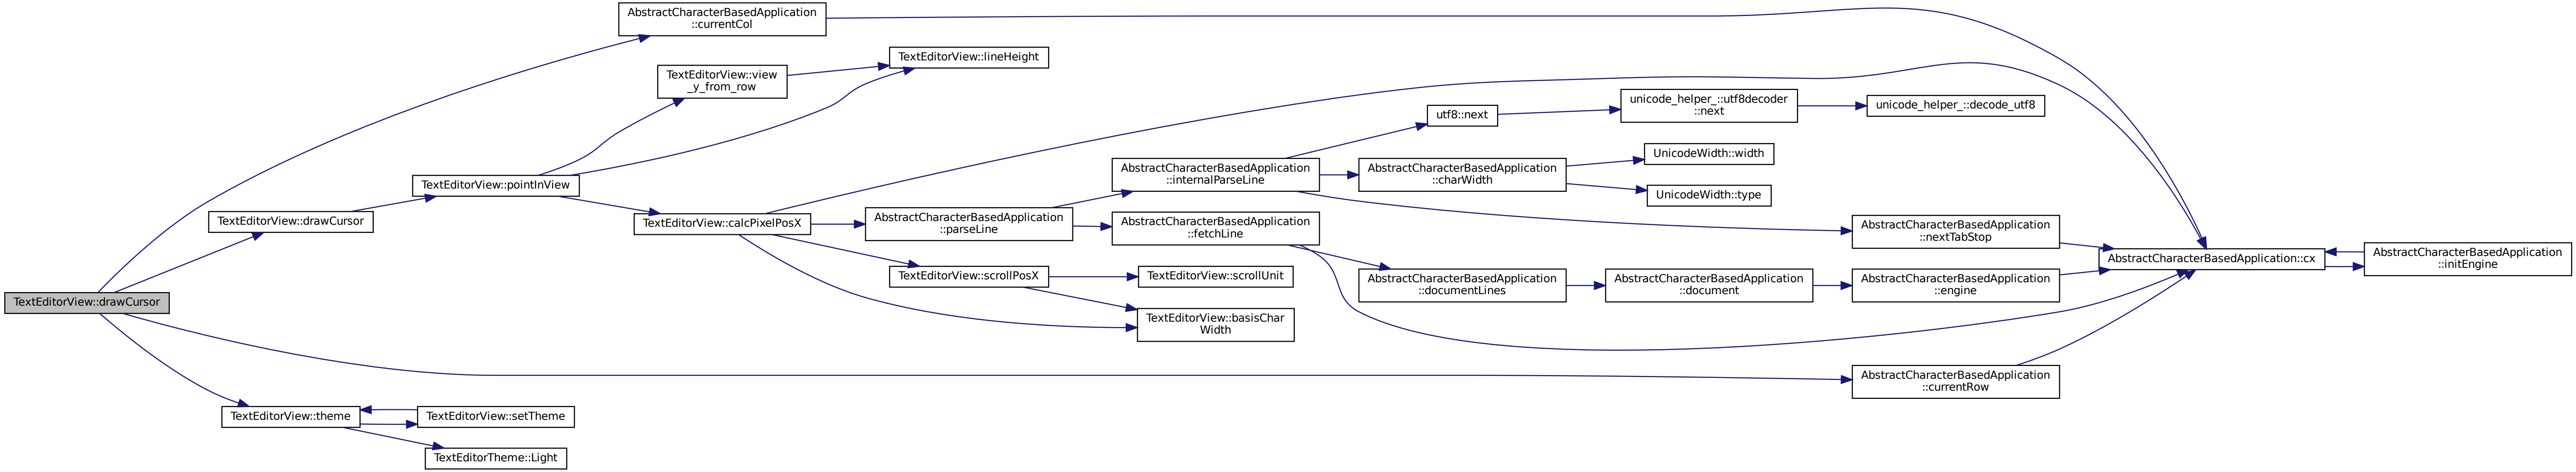 AbstractCharacterBasedApplication
::currentCol
TextEditorView::lineHeight
TextEditorView::view
_y_from_row
unicode_helper_::utf8decoder
::next
unicode_helper_::decode_utf8
utf8::next
UnicodeWidth::width
AbstractCharacterBasedApplication
::internalParseLine
AbstractCharacterBasedApplication
::charWidth
TextEditorView::pointInView
UnicodeWidth::type
TextEditorView::drawCursor
TextEditorView::calcPixelPosX
AbstractCharacterBasedApplication
::parseLine
AbstractCharacterBasedApplication
::fetchLine
AbstractCharacterBasedApplication
::nextTabStop
AbstractCharacterBasedApplication::cx
AbstractCharacterBasedApplication
::initEngine
TextEditorView::scrollPosX
TextEditorView::scrollUnit
AbstractCharacterBasedApplication
::documentLines
AbstractCharacterBasedApplication
::document
AbstractCharacterBasedApplication
::engine
TextEditorView::drawCursor
TextEditorView::basisChar
Width
AbstractCharacterBasedApplication
::currentRow
TextEditorView::theme
TextEditorView::setTheme
TextEditorTheme::Light